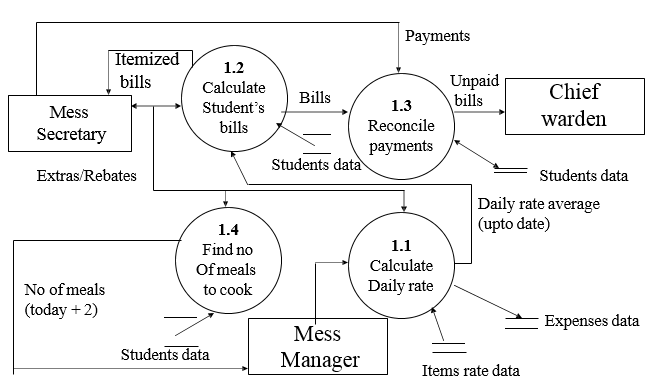 Payments
Itemized
bills
1.2
Calculate
Student's
bills
Bills
1.3
Reconcile
payments
Unpaid
bills
Chief
warden
Mess
Secretary
Students data
Students data
Extras/Rebates
Daily rate average
(upto date)
1.4
Find no
Of meals
to cook
1.1
Calculate
Daily rate
No of meals
(today + 2)
Students data
Mess
Manager
Expenses data
Items rate data